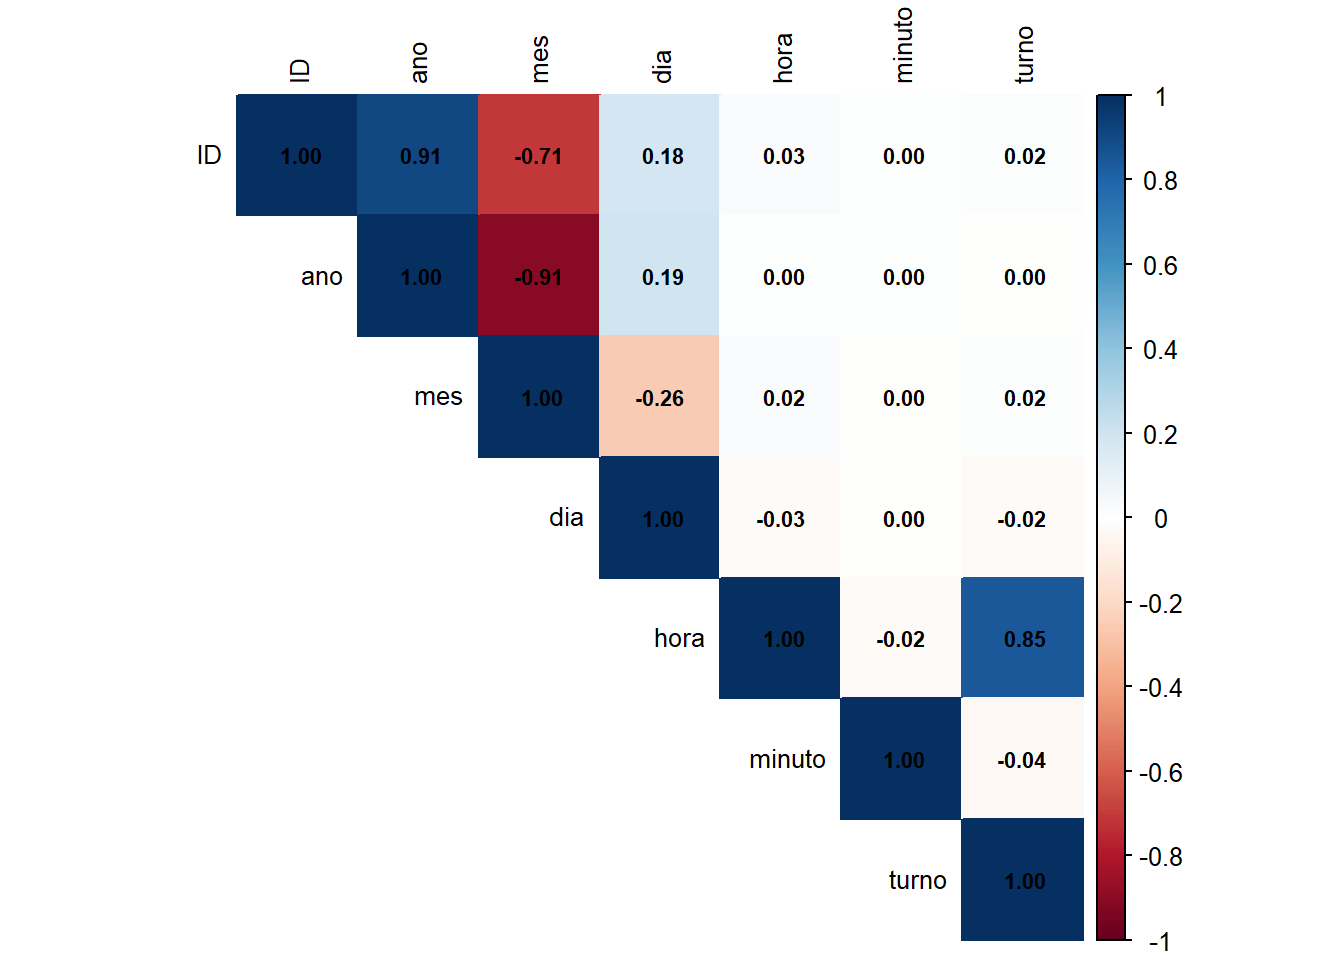 ID ano mes dia hora minuto turno
ID 1.00 0.91 -0.71 0.18 0.03 0.00 0.02
ano 1.00 -0.91 0.19 0.00 0.00 0.00
mes 1.00 -0.26 0.02 0.00 0.02
dia 1.00 -0.03 0.00 -0.02
hora 1.00 -0.02 0.85
minuto 1.00 -0.04
turno 1.00
1
0.8
0.6
0.4
0.2
0
-0.2
-0.4
-0.6
-0.8
-1